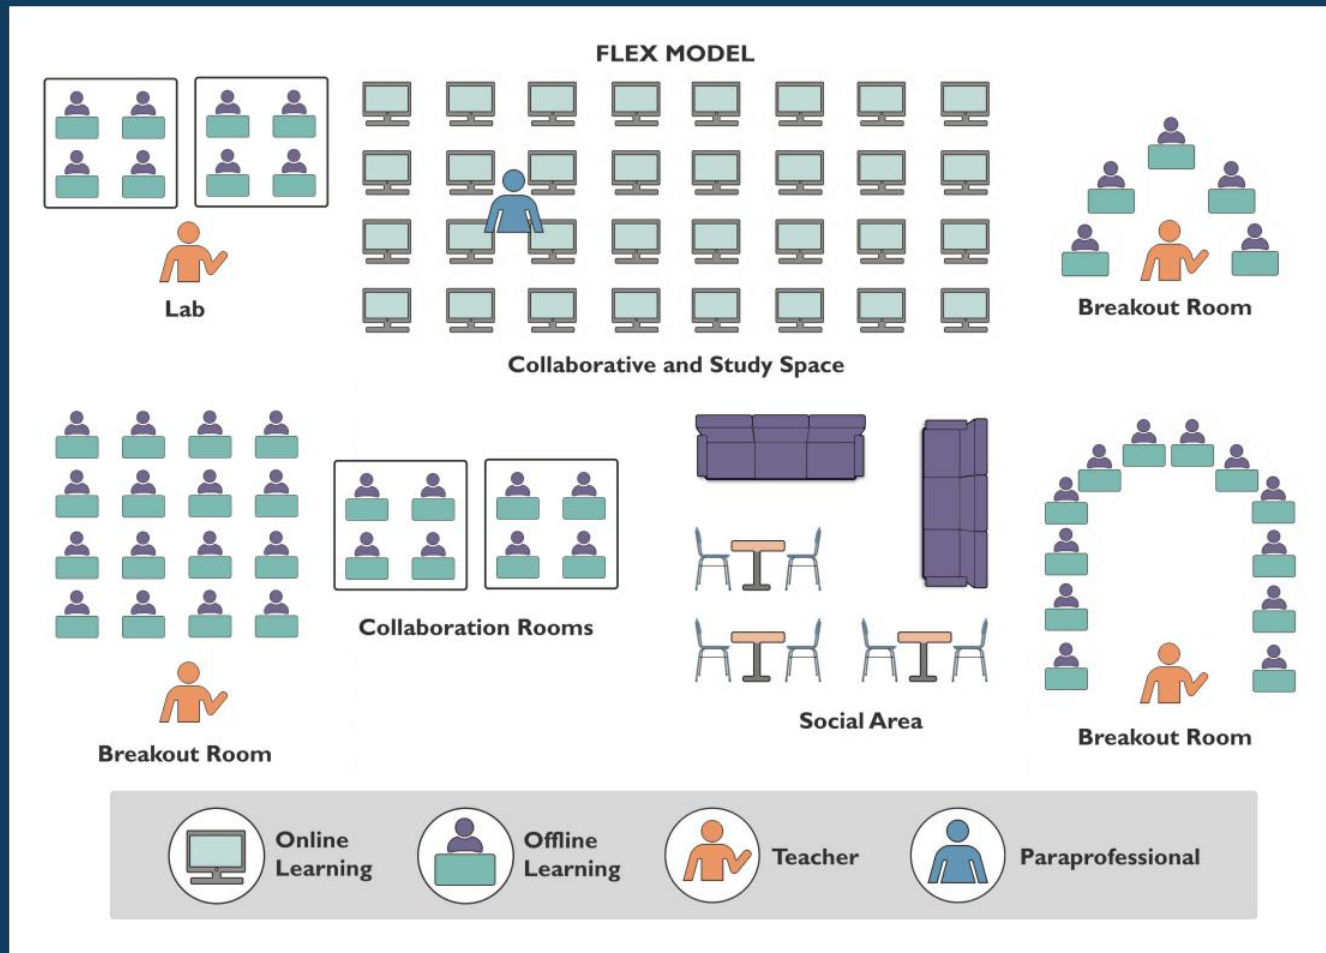 FLEX MODEL
Lab
Collaborative and Study Space
Breakout Room
Breakout Room
Collaboration Rooms
Social Area
Breakout Room
Online
Learning
Offline
Learning
Teacher
Paraprofessional